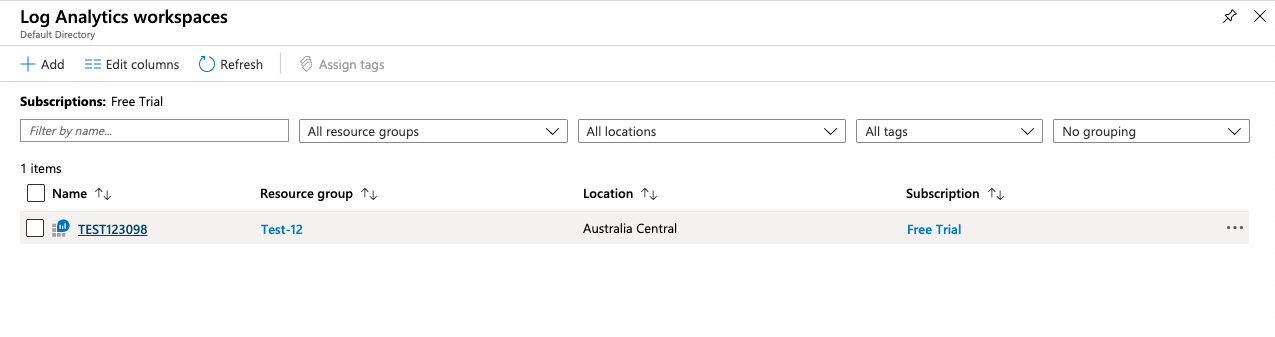 Log Analytics workspaces
Default Directory
Add Edit columns Refresh Assign tags
Subscriptions: Free Trial
Filter by name... All resource groups All locations All tags No grouping
1 items
Name Resource group Location Subscription
TEST123098 Test-12 Australia Central Free Trial